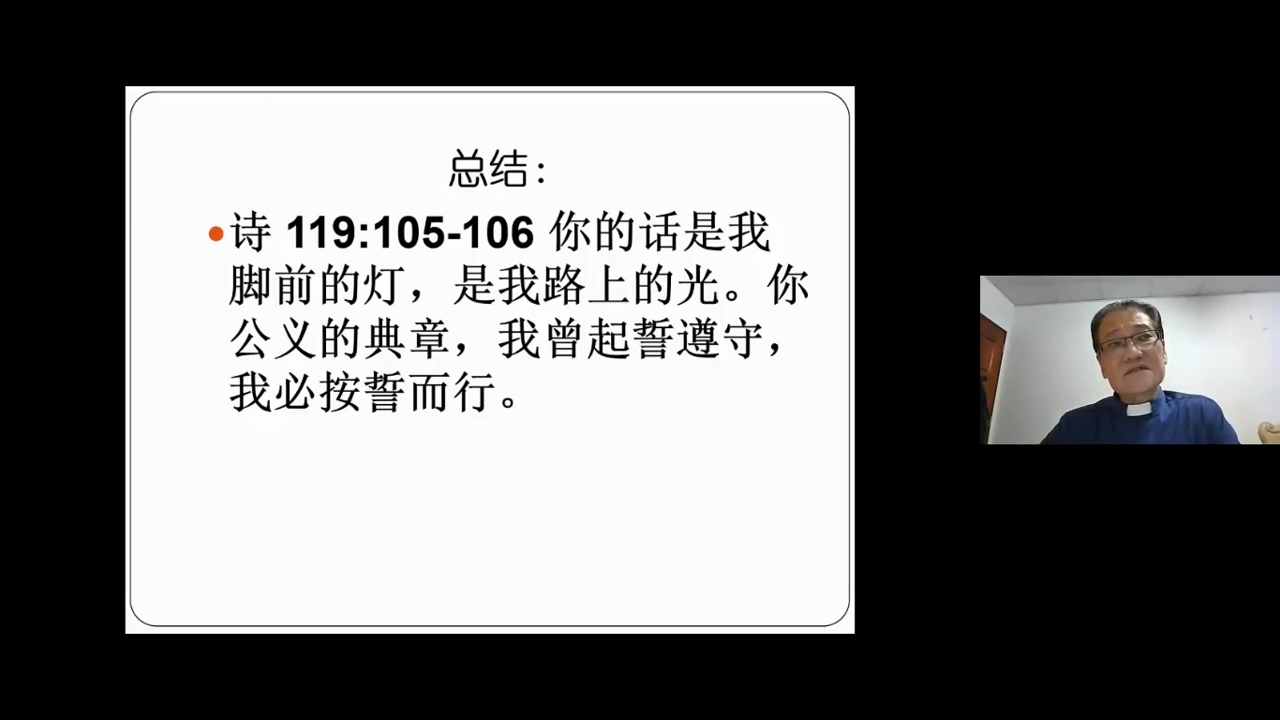 总结：
•诗 119:105-106 你的话是我
脚前的灯，是我路上的光。你
公义的典章，我曾起誓遵守，
我必按誓而行。